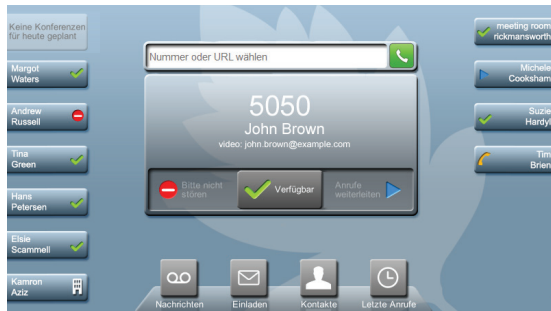 Keine Konferenzen
für heute geplant
Margot
Waters
Andrew
Russell
Tina
Green
Hans
Petersen
Elsie
Scammell
Kamron
Aziz
Nummer oder URL wählen
5050
John Brown
video: john.brown@example.com
Bitte nicht
stören
Verfügbar
Anrufe
weiterleiten
Nachrichten
Einladen
Kontakte
Letzte Anrufe
meeting room
rickmansworth
Michele
Cooksham
Suzie
Hardyl
Tim
Brien